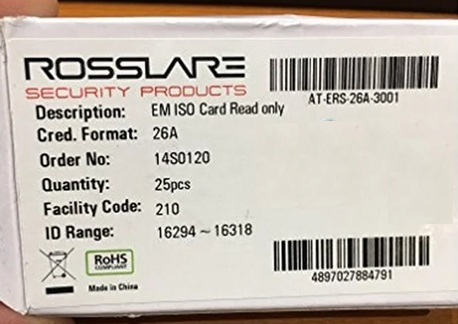 ROSSLARE
SECURITY PRODUCTS
AT-ERS-26A-3001
Description: EM ISO Card Read only
Cred. Format: 26A
Order No: 14S0120
Quantity: 25pcs
Facility Code: 210
ID Range: 16294 ~ 16318
RoHS
COMPLIANT
Made in China
4897027884791